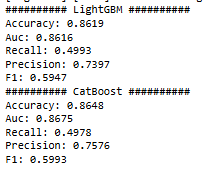 ########## LightGBM ##########
Accuracy: 0.8619
Auc: 0.8616
Recall: 0.4993
Precision: 0.7397
F1: 0.5947
########## CatBoost ##########
Accuracy: 0.8648
Auc: 0.8675
Recall: 0.4978
Precision: 0.7576
F1: 0.5993